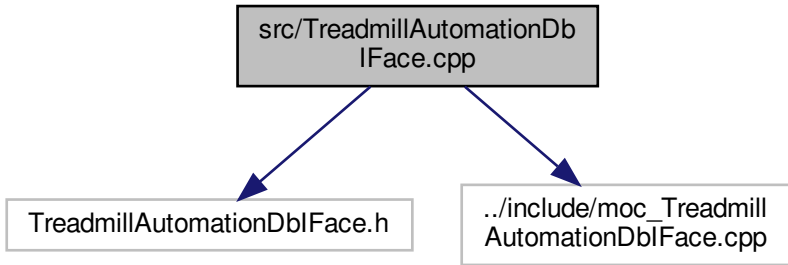 src/TreadmillAutomationDb
IFace.cpp
TreadmillAutomationDbIFace.h
../include/moc_Treadmill
AutomationDbIFace.cpp